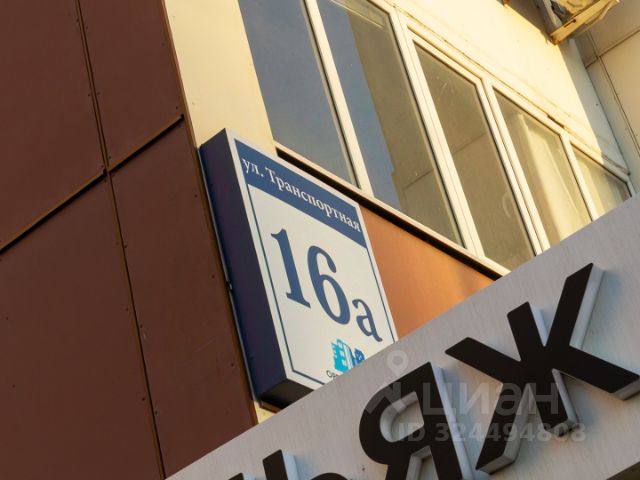 ул. Транспортная
16а
ЬЯЖ
циан
ID 324494808